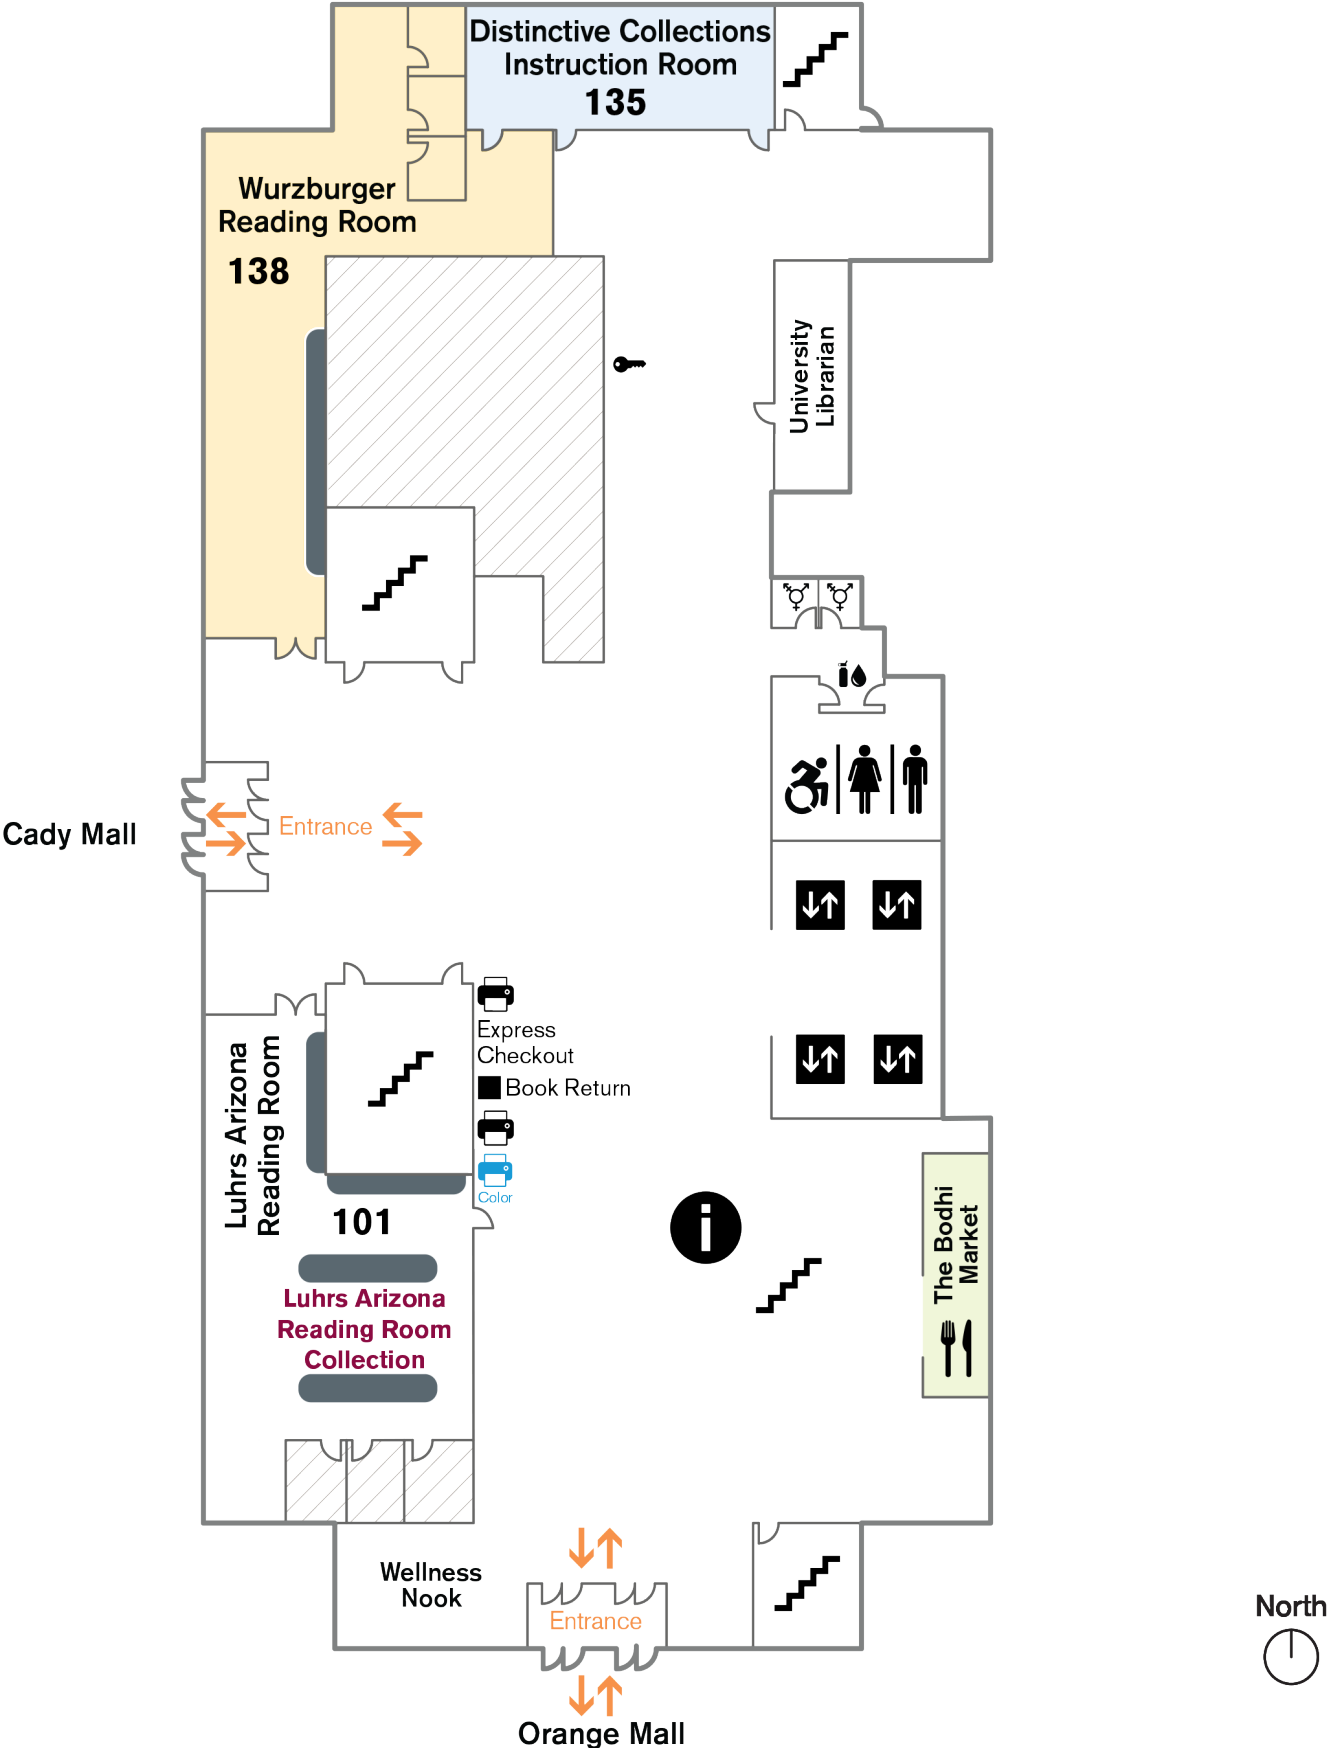 Distinctive Collections
Instruction Room
135
Wurzburger
Reading Room
138
University
Librarian
Cady Mall
Entrance
Express
Checkout
Book Return
Color
Luhrs Arizona
Reading Room
101
Luhrs Arizona
Reading Room
Collection
i
The Bodhi
Market
Wellness
Nook
Entrance
Orange Mall
North